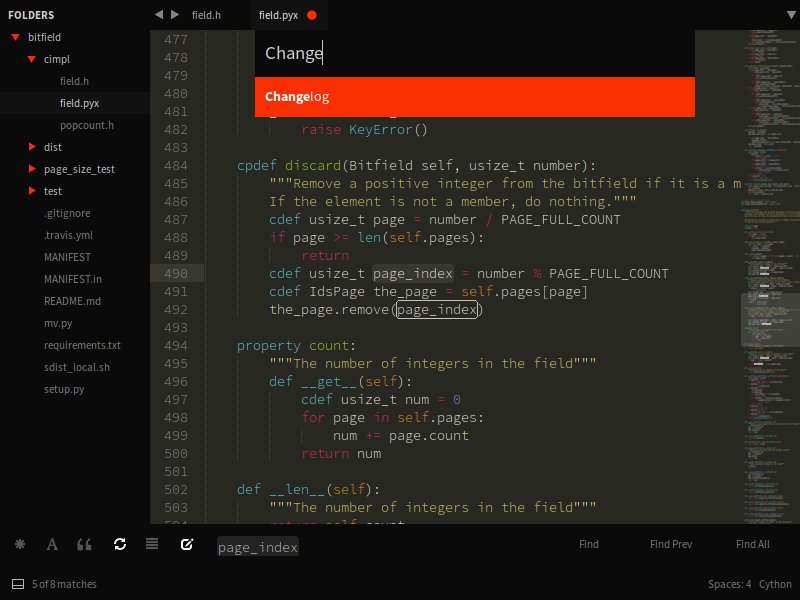 FOLDERS
bitfield
cimpl
field.h
field.pyx
popcount.h
dist
page_size_test
test
.gitignore
.travis.yml
MANIFEST
MANIFEST.in
README.md
mv.py
requirements.txt
sdist_local.sh
setup.py
field.h
field.pyx
Change
Changelog
477
478
479
480
481
482 raise KeyError()
483
484 cpdef discard(Bitfield self, usize_t number):
485 """Remove a positive integer from the bitfield if it is a m
486 If the element is not a member, do nothing."""
487 cdef usize_t page = number / PAGE_FULL_COUNT
488 if page >= len(self.pages):
489 return
490 cdef usize_t page_index = number % PAGE_FULL_COUNT
491 cdef IdsPage the_page = self.pages[page]
492 the_page.remove(page_index)
493
494 property count:
495 """The number of integers in the field"""
496 def __get__(self):
497 cdef usize_t num = 0
498 for page in self.pages:
499 num += page.count
500 return num
501
502 def __len__(self):
503 """The number of integers in the field"""
504 return self.count
page_index
Find
Find Prev
Find All
5 of 8 matches
Spaces: 4
Cython